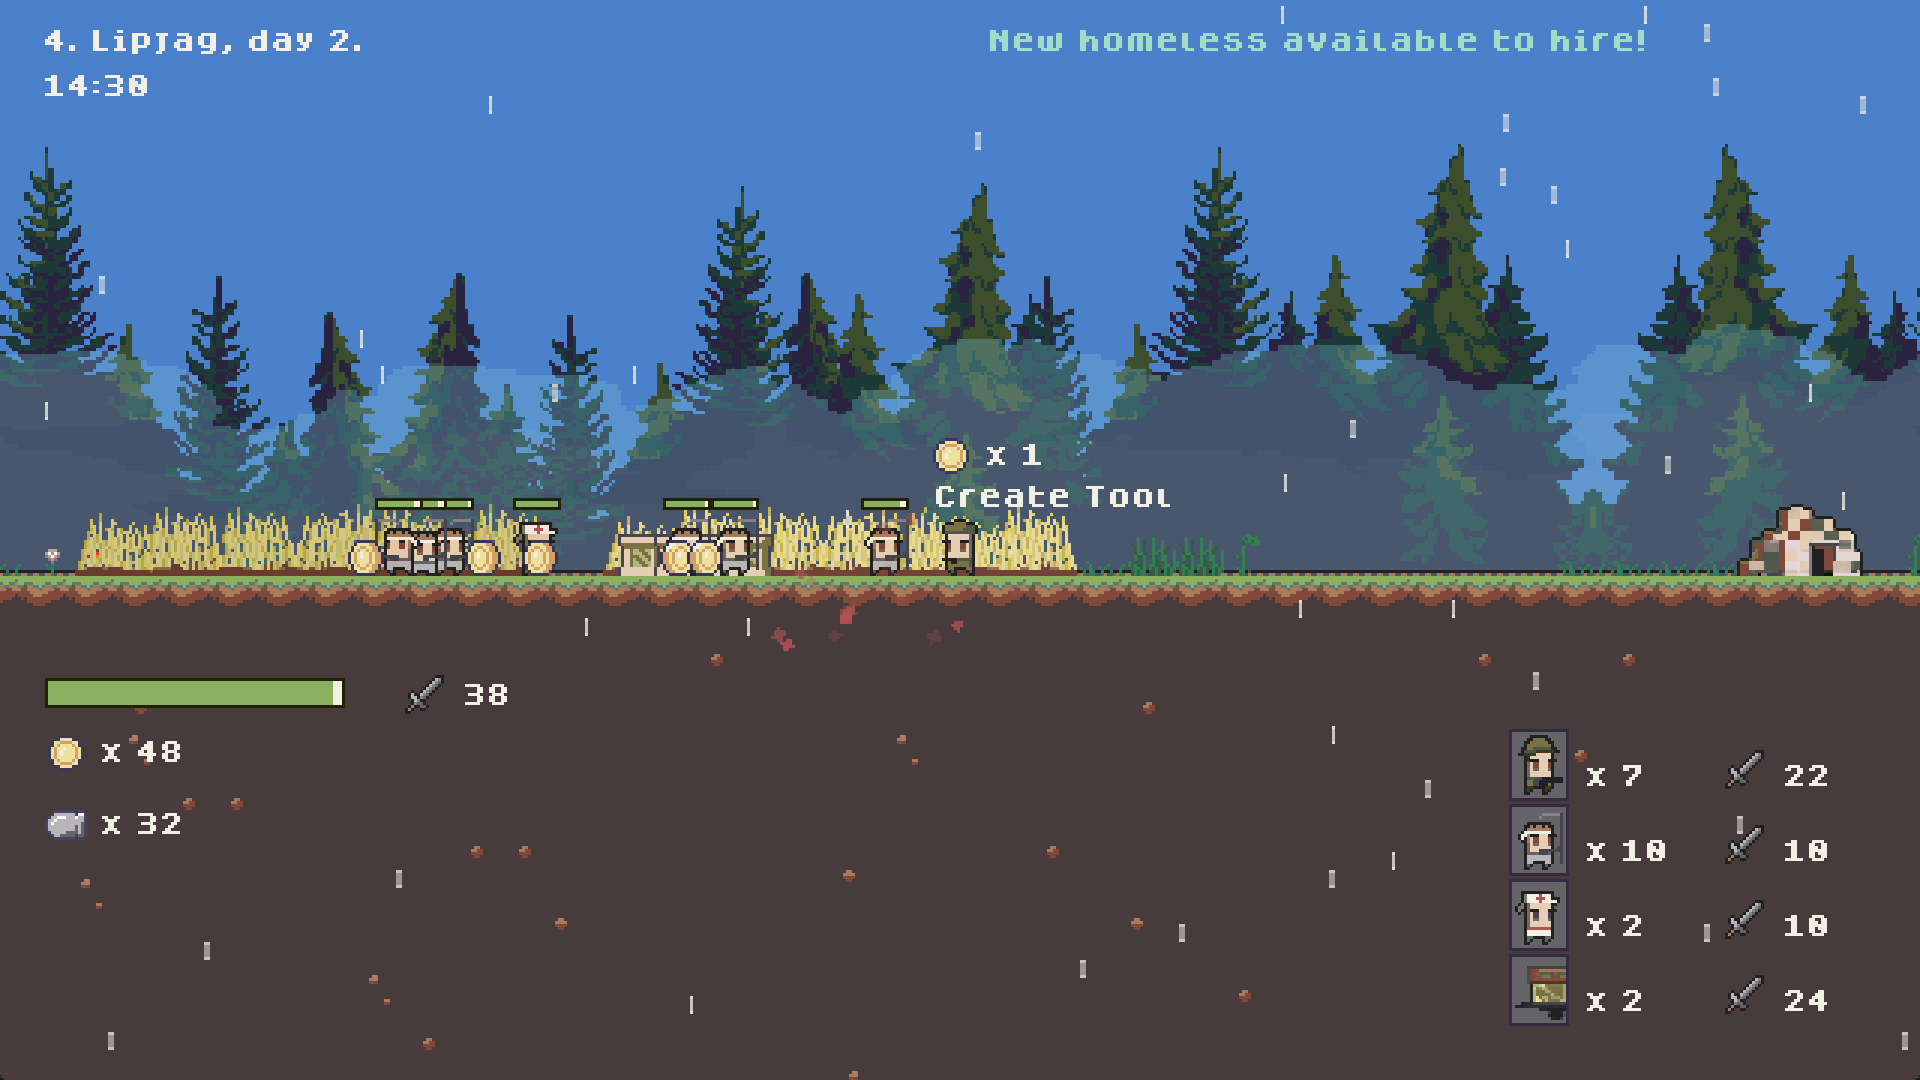 4. Lipjag, day 2.
14:30
New homeless available to hire!
x 1
Create Tool
38
x 48
x 32
x 7 22
x 10 10
x 2 10
x 2 24